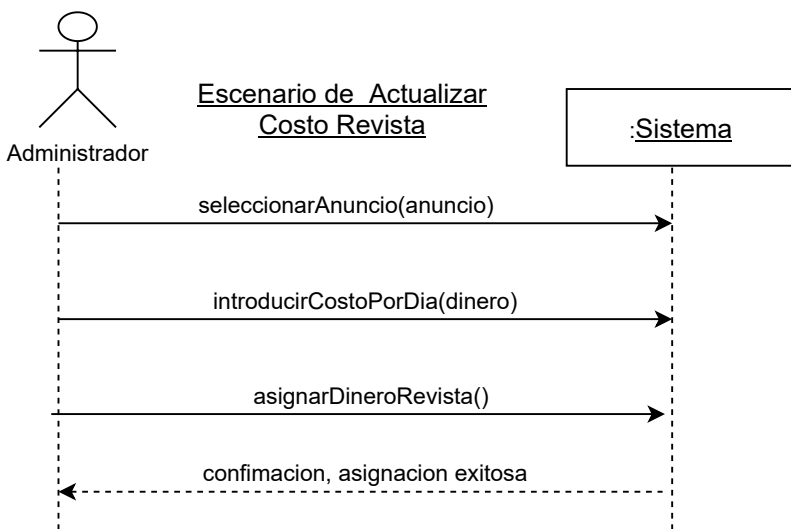 Escenario de  Actualizar
Costo Revista
Administrador
:Sistema
seleccionarAnuncio(anuncio)
introducirCostoPorDia(dinero)
asignarDineroRevista()
confimacion, asignacion exitosa